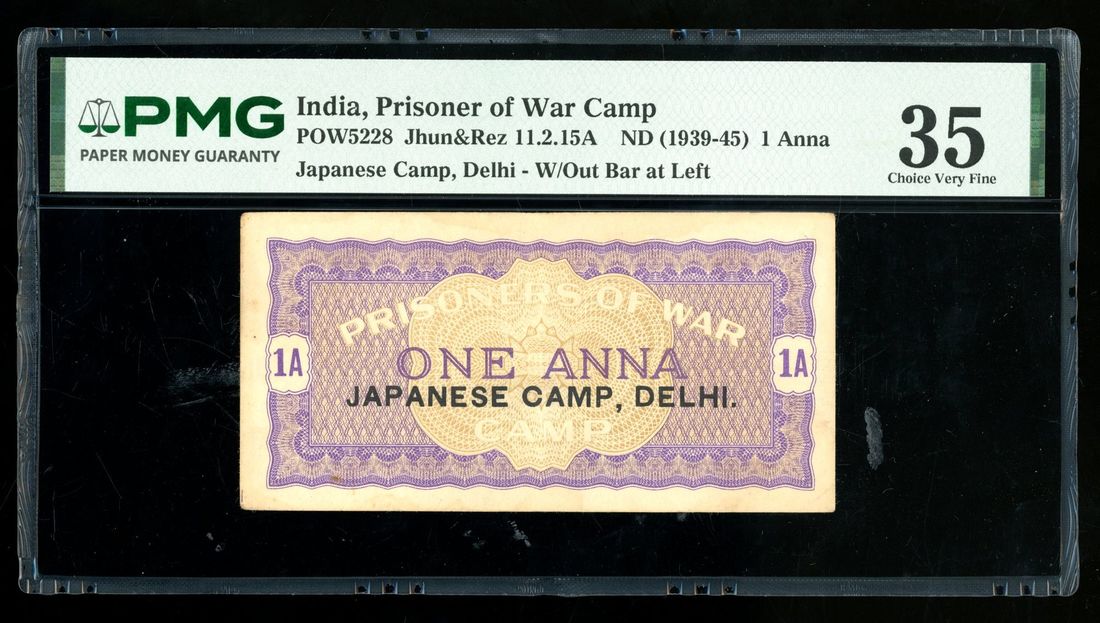 PMG
PAPER MONEY GUARANTY
India, Prisoner of War Camp
POW5228 Jhun&Rez 11.2.15A ND (1939-45) 1 Anna
Japanese Camp, Delhi - W/Out Bar at Left
35
Choice Very Fine
PRISONERS OF WAR
1A ONE ANNA 1A
JAPANESE CAMP, DELHI.
CAMP